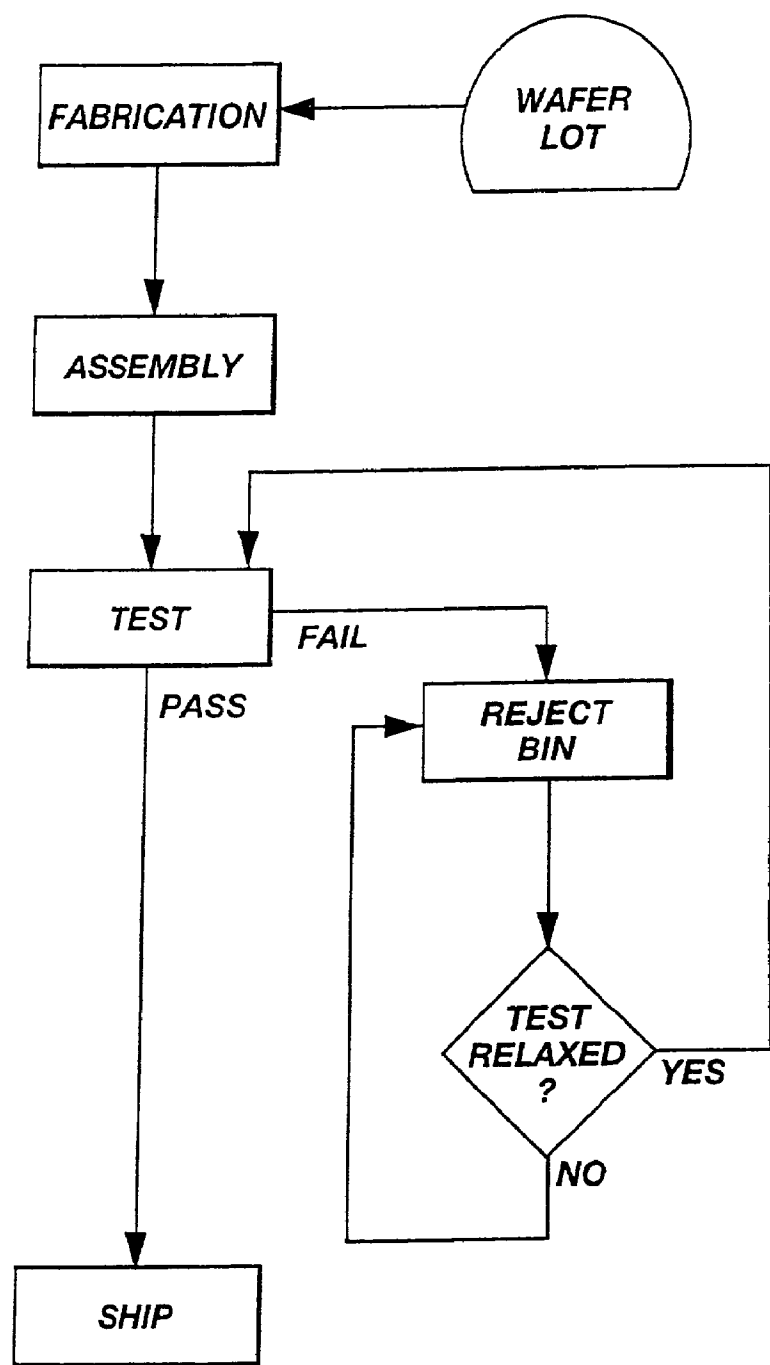 WAFER
LOT
FABRICATION
ASSEMBLY
TEST
FAIL
PASS
REJECT
BIN
TEST
RELAXED
?
YES
NO
SHIP